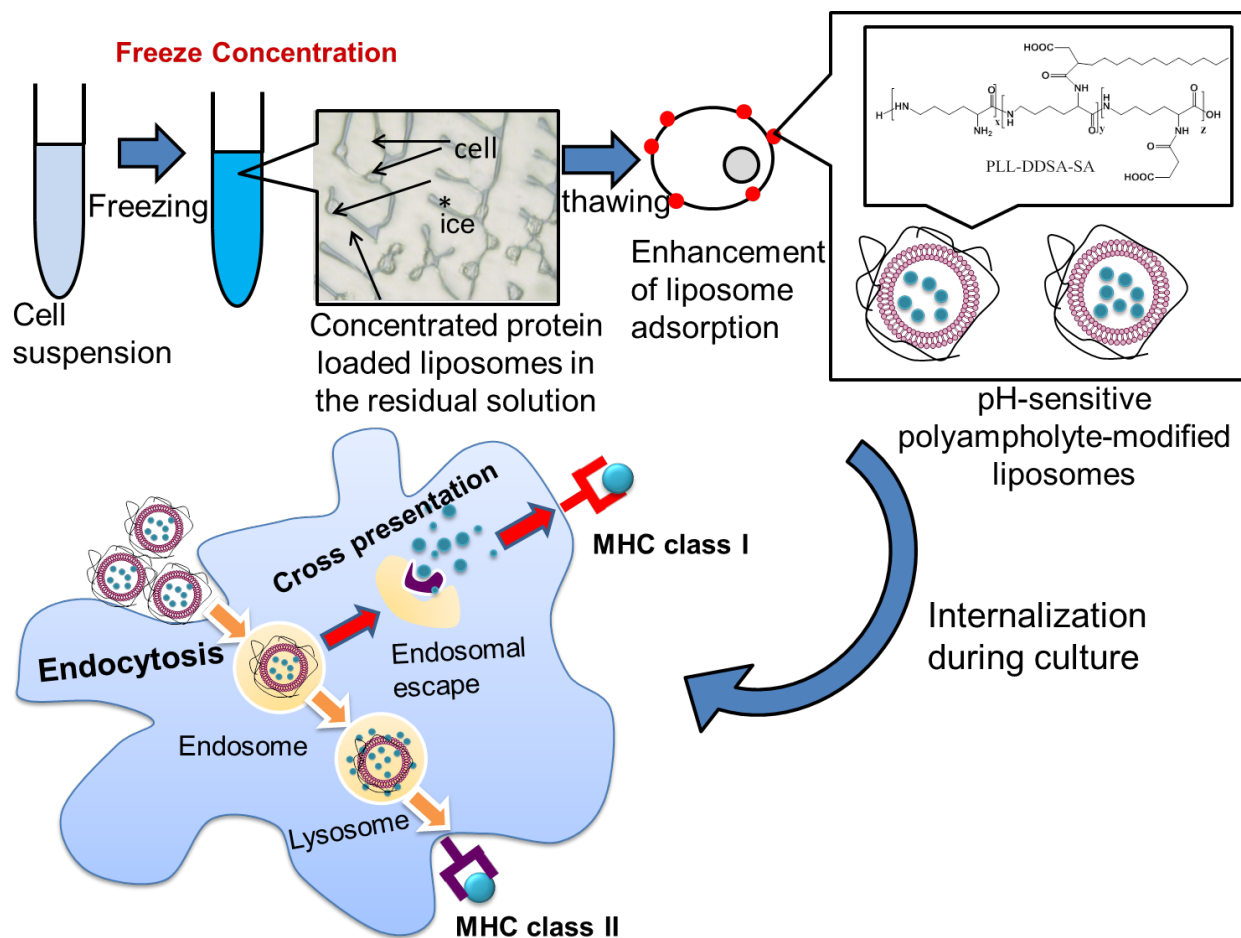 Freeze Concentration
Freezing
Cell
suspension
cell
*
ice
Concentrated protein
loaded liposomes in
the residual solution
thawing
Enhancement
of liposome
adsorption
HOOC
O
NH
H
HN
O
x
NH2
N
H
O
y
N
H
O
OH
z
NH
O
HOOC
PLL-DDSA-SA
pH-sensitive
polyampholyte-modified
liposomes
Internalization
during culture
Cross presentation
MHC class I
Endocytosis
Endosomal
escape
Endosome
Lysosome
MHC class II